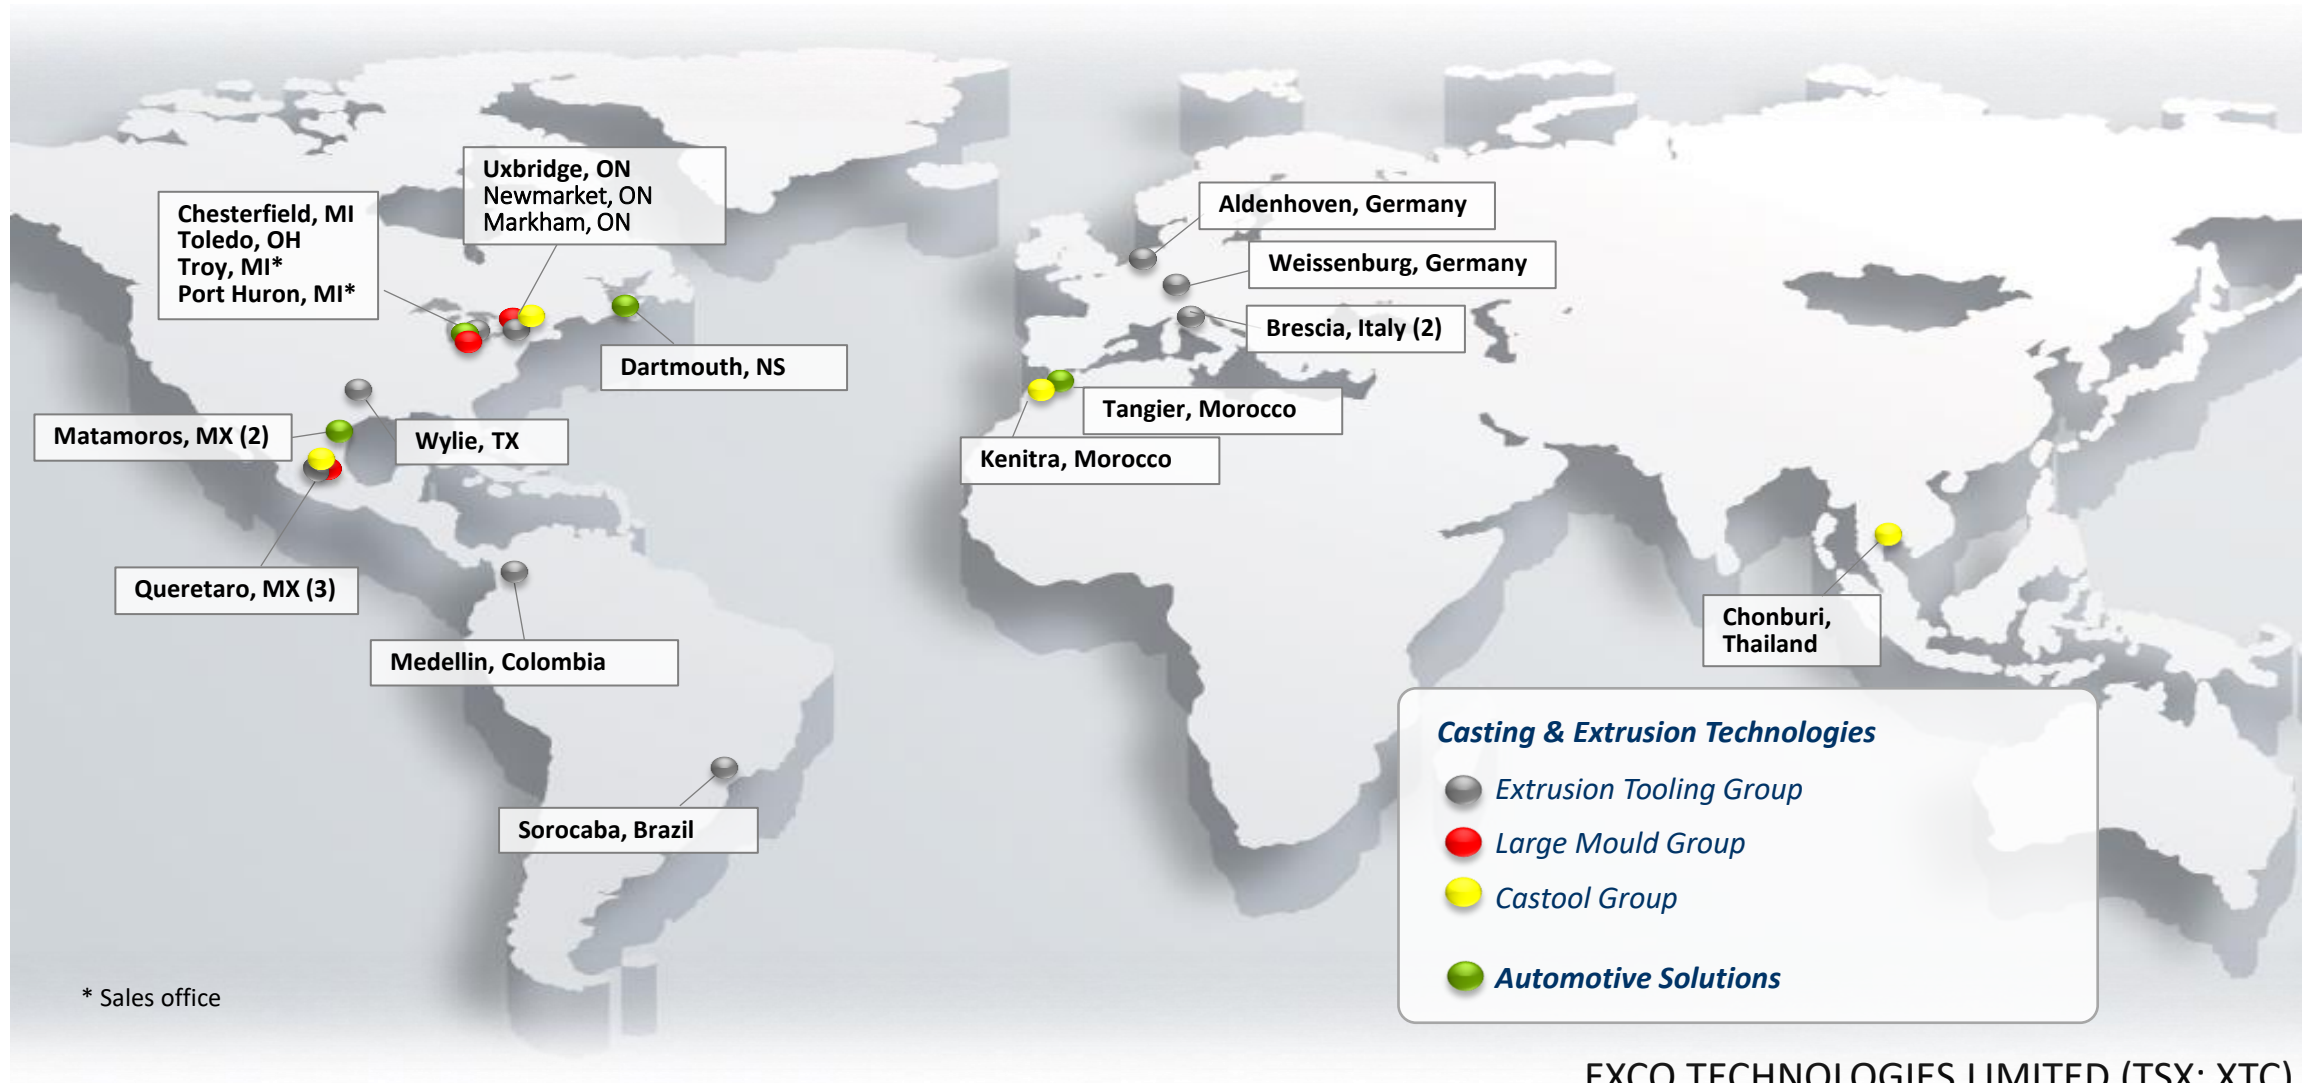 Uxbridge, ON
Newmarket, ON
Markham, ON
Chesterfield, MI
Toledo, OH
Troy, MI*
Port Huron, MI*
Aldenhoven, Germany
Weissenburg, Germany
Brescia, Italy (2)
Dartmouth, NS
Tangier, Morocco
Matamoros, MX (2)
Wylie, TX
Kenitra, Morocco
Queretaro, MX (3)
Chonburi,
Thailand
Medellin, Colombia
Sorocaba, Brazil
Casting & Extrusion Technologies
Extrusion Tooling Group
Large Mould Group
Castool Group
Automotive Solutions
* Sales office
EXCO TECHNOLOGIES LIMITED (TSX: XTC)